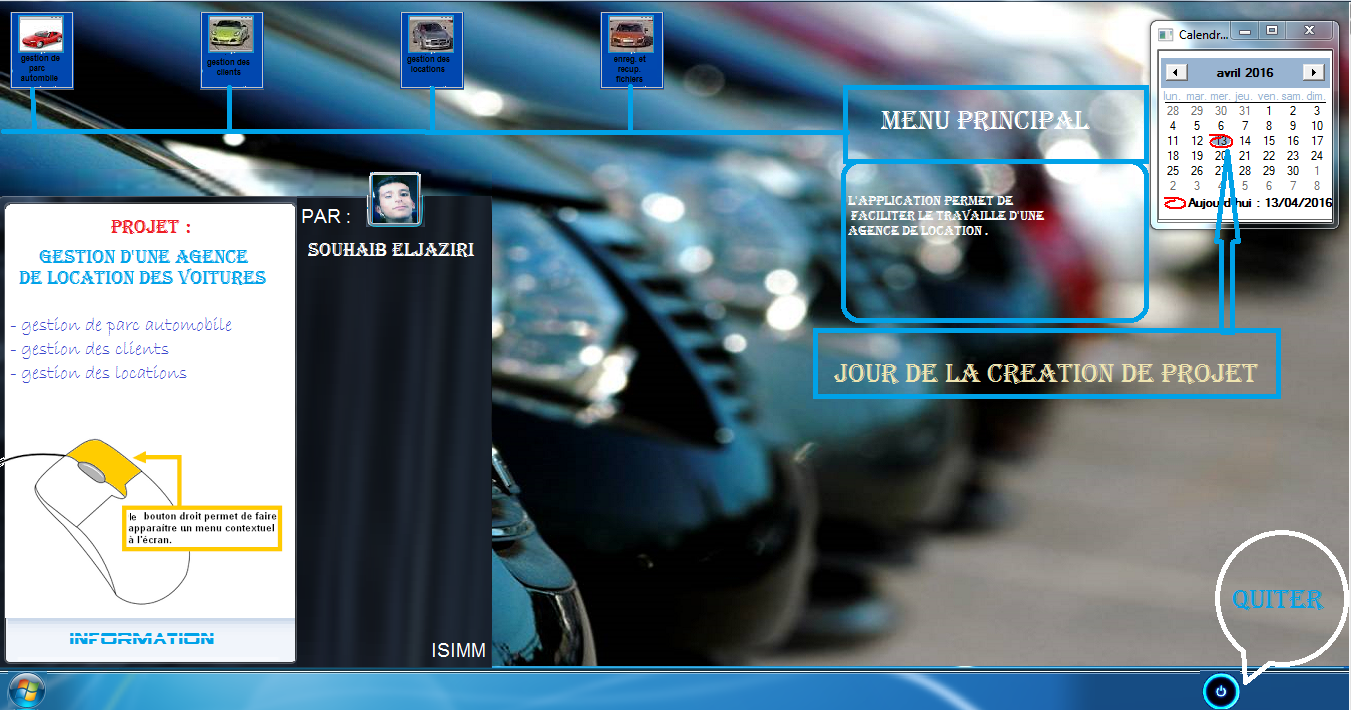 gestion de
parc
autombile
gestion des
clients
gestion des
locations
enreg. et
recup.
fichiers
MENU PRINCIPAL
L'APPLICATION PERMET DE
FACILITER LE TRAVAILLE D'UNE
AGENCE DE LOCATION .
Calendr...
avril 2016
lun. mar. mer. jeu. ven. sam. dim.
28 29 30 31 1 2 3
4 5 6 7 8 9 10
11 12 13 14 15 16 17
18 19 20 21 22 23 24
25 26 27 28 29 30 1
2 3 4 5 6 7 8
Aujourd'hui : 13/04/2016
JOUR DE LA CREATION DE PROJET
PROJET :
GESTION D'UNE AGENCE
DE LOCATION DES VOITURES
- gestion de parc automobile
- gestion des clients
- gestion des locations
le bouton droit permet de faire
apparaitre un menu contextuel
à l'écran.
INFORMATION
PAR :
SOUHAIB ELJAZIRI
ISIMM
QUITER